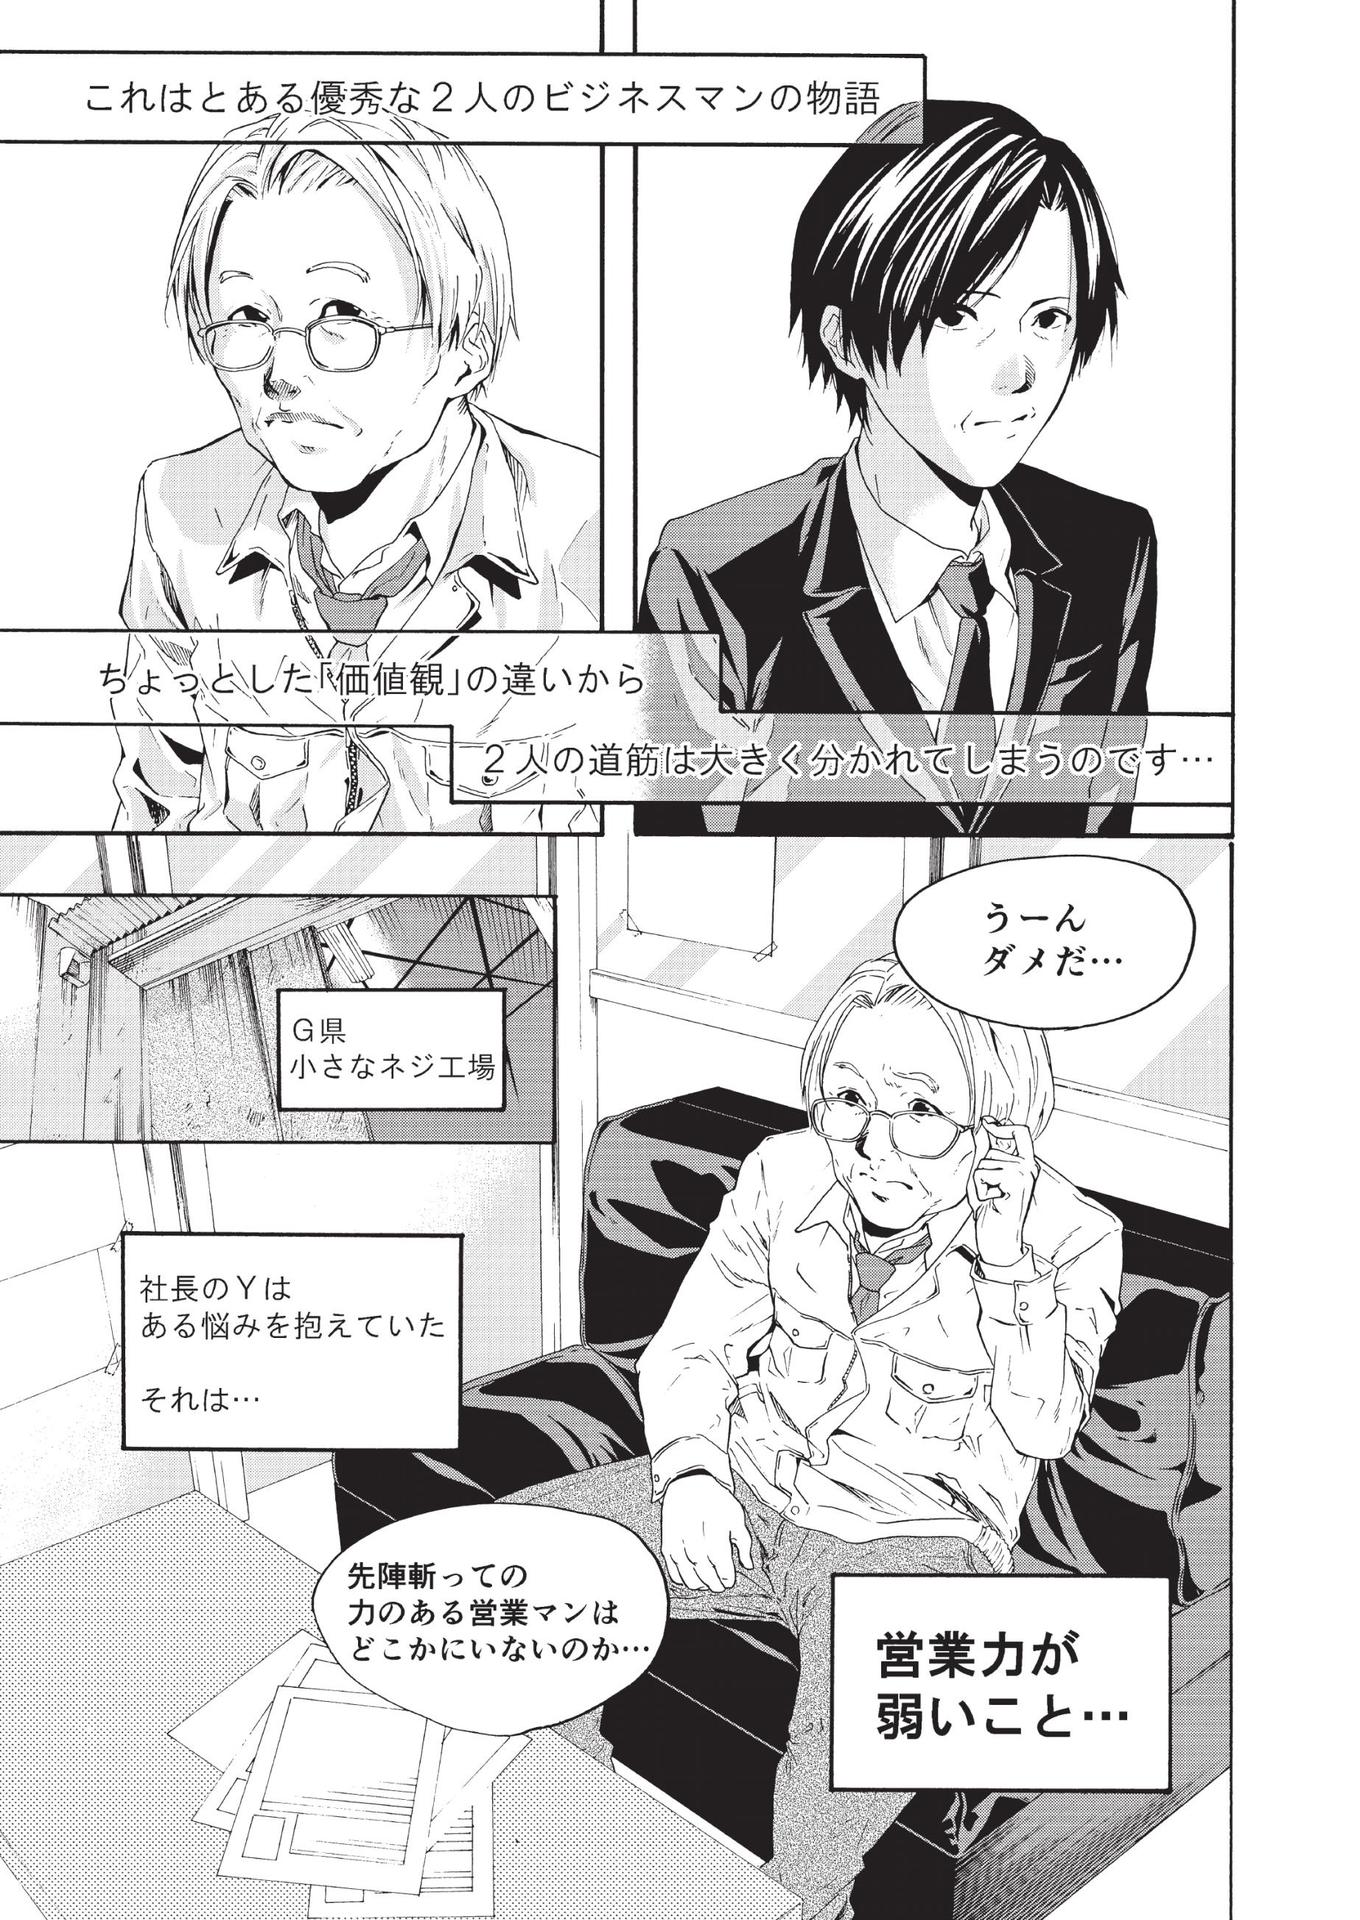 これはとある優秀な２人のビジネスマンの物語
ちょっとした「価値観」の違いから
２人の道筋は大きく分かれてしまうのです…
Ｇ県
小さなネジ工場
うーん
ダメだ…
社長のＹは
ある悩みを抱えていた
それは…
先陣斬っての
力のある営業マンは
どこかにいないのか…
営業力が
弱いこと…